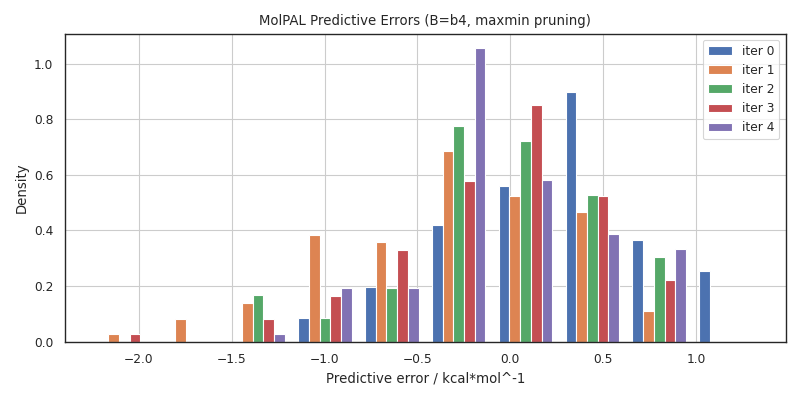 MolPAL Predictive Errors (B=b4, maxmin pruning)
iter 0
iter 1
iter 2
iter 3
iter 4
Density
1.0
0.8
0.6
0.4
0.2
0.0
−2.0 −1.5 −1.0 −0.5 0.0 0.5 1.0
Predictive error / kcal*mol^-1